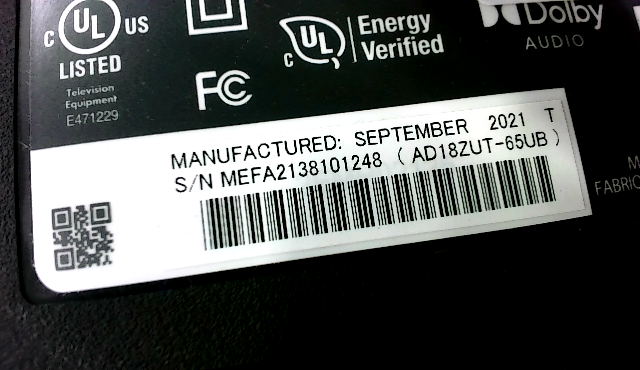 c UL US
LISTED
Television
Equipment
E471229
FC
c UL Energy
Verified
Dolby
AUDIO
MANUFACTURED: SEPTEMBER 2021 T
S/N MEFA2138101248 ( AD18ZUT-65UB )
M
FABRIC